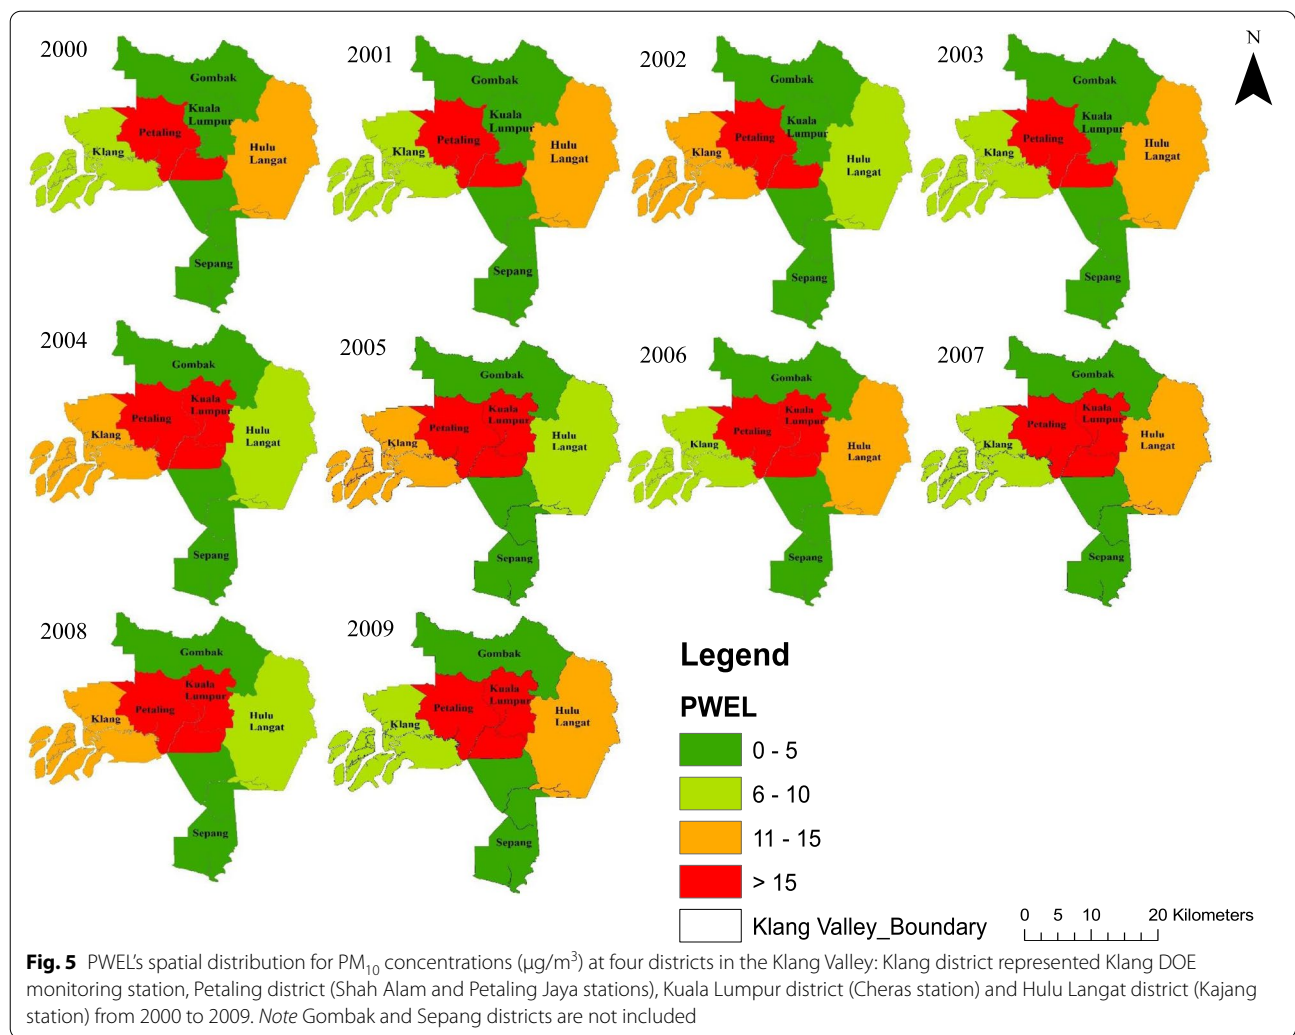 2000
Gombak
Kuala
Lumpur
Petaling
Klang
Hulu
Langat
Sepang
2001
Gombak
Kuala
Lumpur
Petaling
Klang
Hulu
Langat
Sepang
2002
Gombak
Kuala
Lumpur
Petaling
Klang
Hulu
Langat
Sepang
2003
Gombak
Kuala
Lumpur
Petaling
Klang
Hulu
Langat
Sepang
N
2004
Gombak
Kuala
Lumpur
Petaling
Klang
Hulu
Langat
Sepang
2005
Gombak
Kuala
Lumpur
Petaling
Klang
Hulu
Langat
Sepang
2006
Gombak
Kuala
Lumpur
Petaling
Klang
Hulu
Langat
Sepang
2007
Gombak
Kuala
Lumpur
Petaling
Klang
Hulu
Langat
Sepang
2008
Gombak
Kuala
Lumpur
Petaling
Klang
Hulu
Langat
Sepang
2009
Gombak
Kuala
Lumpur
Petaling
Klang
Hulu
Langat
Sepang
Legend
PWEL
0 - 5
6 - 10
11 - 15
> 15
Klang Valley_Boundary
0 5 10 20 Kilometers
Fig. 5 PWEL's spatial distribution for PM10 concentrations (µg/m³) at four districts in the Klang Valley: Klang district represented Klang DOE
monitoring station, Petaling district (Shah Alam and Petaling Jaya stations), Kuala Lumpur district (Cheras station) and Hulu Langat district (Kajang
station) from 2000 to 2009. Note Gombak and Sepang districts are not included